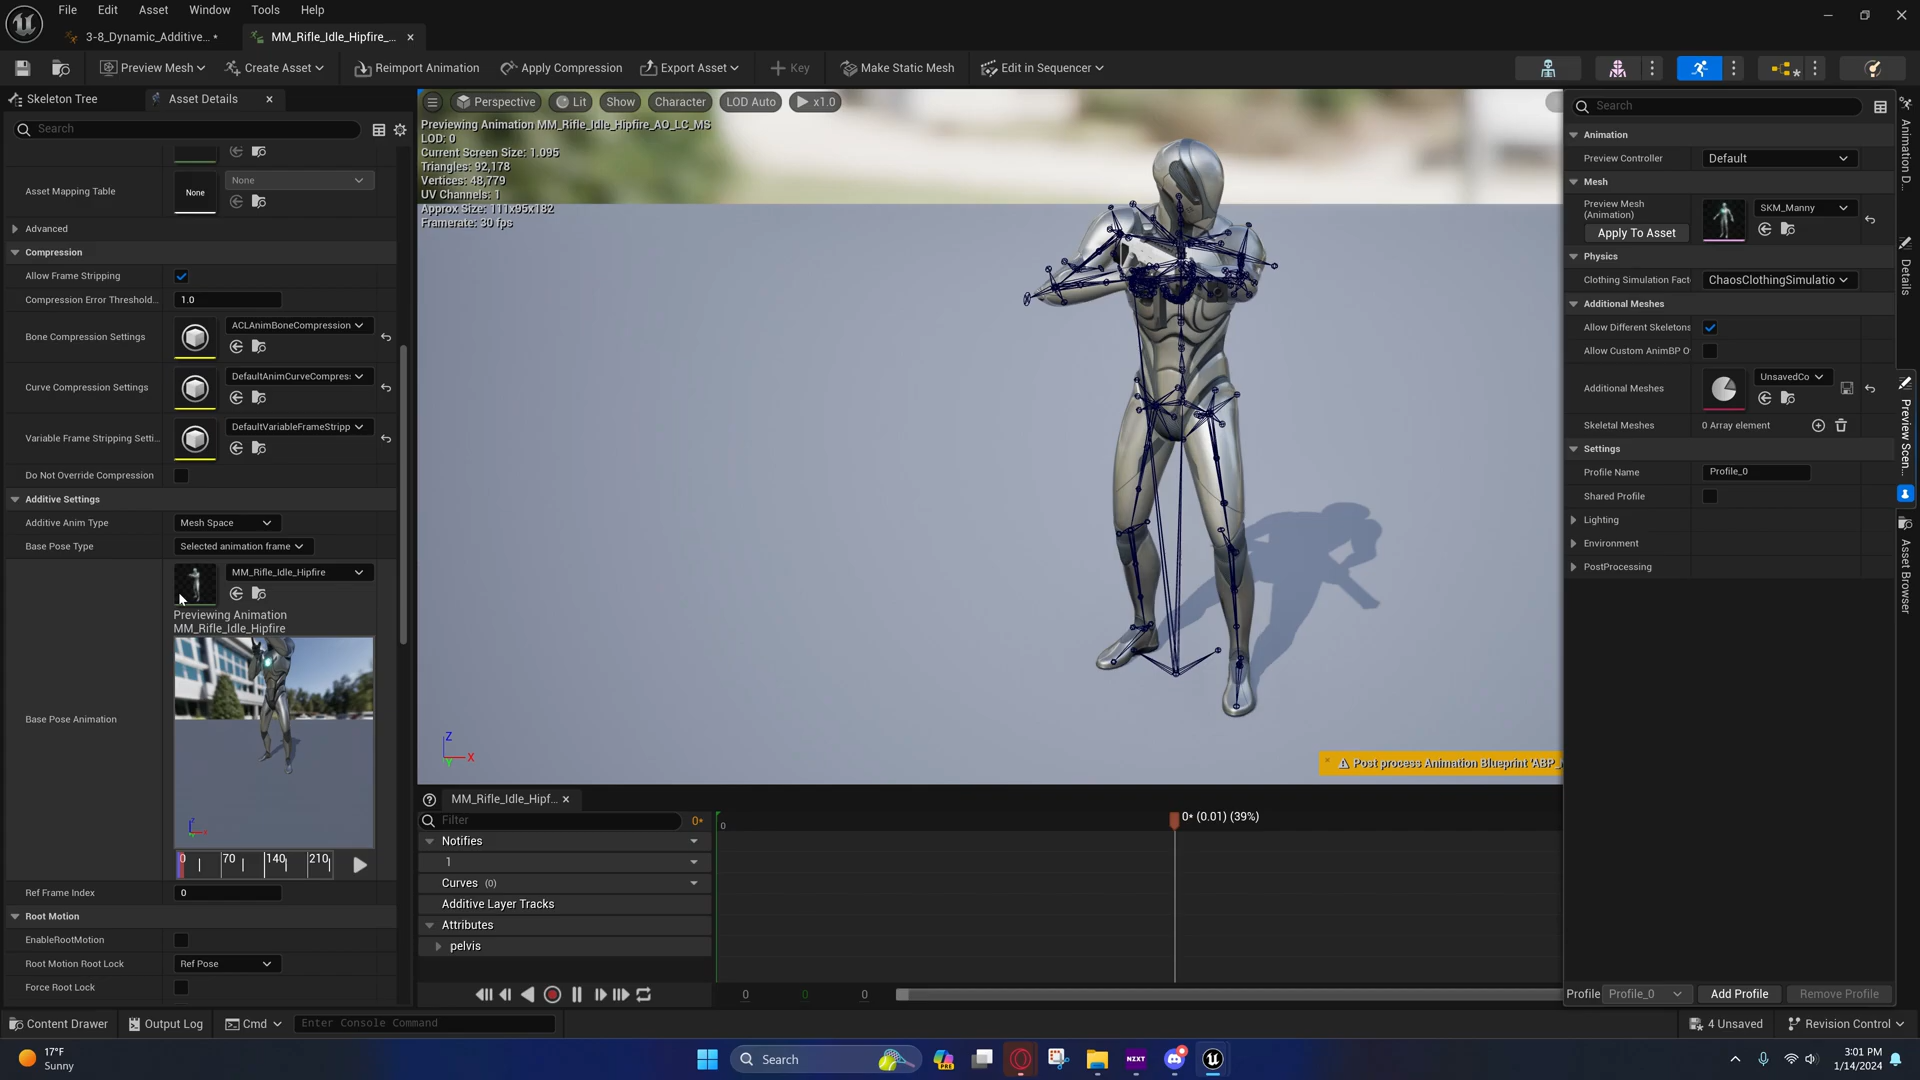 File Edit Asset Window Tools Help
3-8_Dynamic_Additive... *
MM_Rifle_Idle_Hipfire_...
Preview Mesh
Create Asset
Reimport Animation
Apply Compression
Export Asset
Key
Make Static Mesh
Edit in Sequencer
Skeleton Tree
Asset Details
Search
Asset Mapping Table
None
None
Advanced
Compression
Allow Frame Stripping
Compression Error Threshold...
1.0
Bone Compression Settings
ACLAnimBoneCompression
Curve Compression Settings
DefaultAnimCurveCompress
Variable Frame Stripping Setti...
DefaultVariableFrameStripp
Do Not Override Compression
Additive Settings
Additive Anim Type
Mesh Space
Base Pose Type
Selected animation frame
MM_Rifle_Idle_Hipfire
Previewing Animation
MM_Rifle_Idle_Hipfire
Base Pose Animation
0 70 140 210
Ref Frame Index
0
Root Motion
EnableRootMotion
Root Motion Root Lock
Ref Pose
Force Root Lock
Perspective
Lit
Show
Character
LOD Auto
x1.0
Previewing Animation MM_Rifle_Idle_Hipfire_AO_LC_MS
LOD: 0
Current Screen Size: 1.095
Triangles: 92,178
Vertices: 48,779
UV Channels: 1
Approx Size: 111x95x182
Framerate: 30 fps
Z
X
Y
Post process Animation Blueprint 'ABP_
MM_Rifle_Idle_Hipf...
Filter
0*
0
0* (0.01) (39%)
Notifies
1
Curves (0)
Additive Layer Tracks
Attributes
pelvis
0 0 0
Search
Animation
Preview Controller
Default
Mesh
Preview Mesh
(Animation)
SKM_Manny
Apply To Asset
Physics
Clothing Simulation Fact
ChaosClothingSimulatio
Additional Meshes
Allow Different Skeletons
Allow Custom AnimBP O
Additional Meshes
UnsavedCo
Skeletal Meshes
0 Array element
Settings
Profile Name
Profile_0
Shared Profile
Lighting
Environment
PostProcessing
Profile
Profile_0
Add Profile
Remove Profile
Animation D...
Details
Preview Scen...
Asset Browser
Content Drawer
Output Log
Cmd
Enter Console Command
4 Unsaved
Revision Control
17°F
Sunny
Search
PRE
NZXT
3:01 PM
1/14/2024